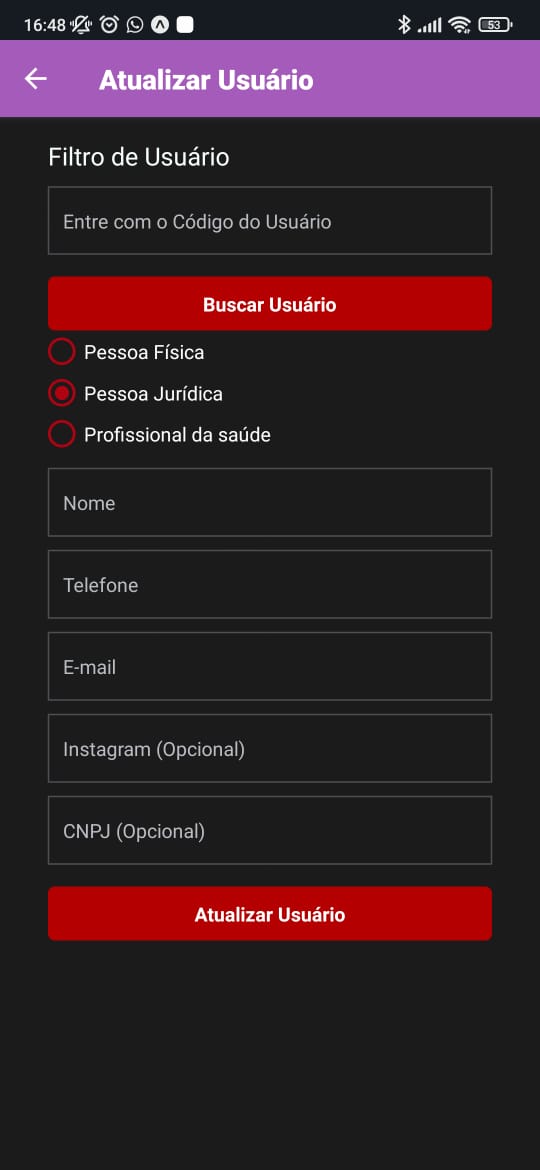 16:48
53
Atualizar Usuário
Filtro de Usuário
Entre com o Código do Usuário
Buscar Usuário
Pessoa Física
Pessoa Jurídica
Profissional da saúde
Nome
Telefone
E-mail
Instagram (Opcional)
CNPJ (Opcional)
Atualizar Usuário